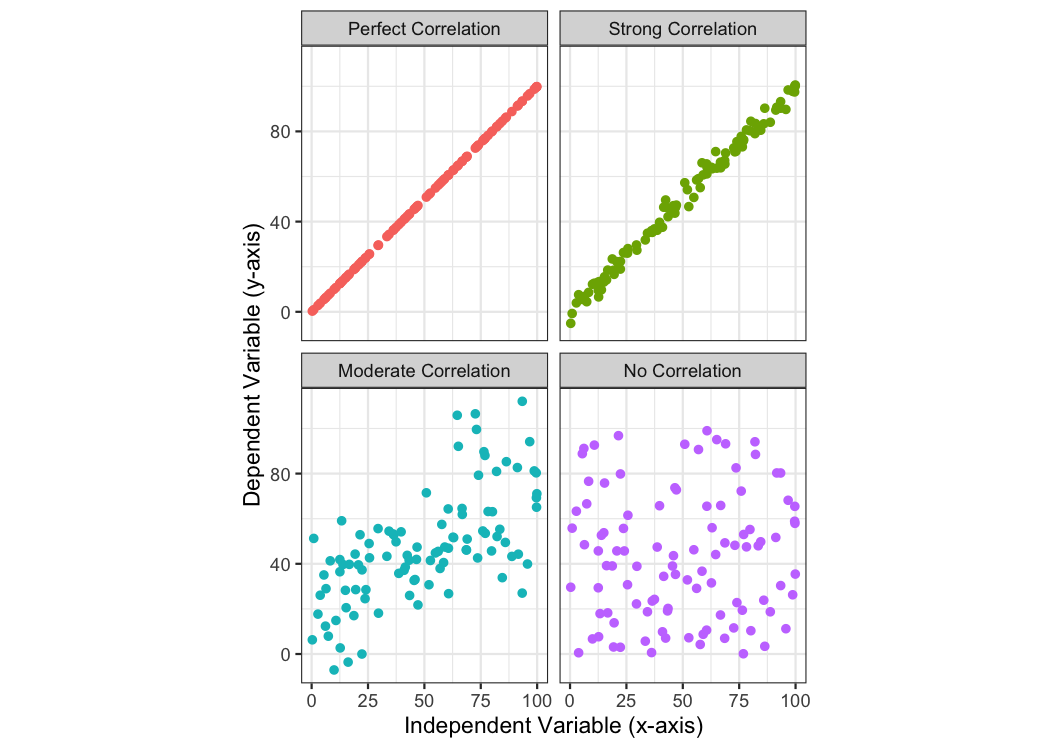 Perfect Correlation
Strong Correlation
80
40
0
Moderate Correlation
No Correlation
80
40
0
0 25 50 75 100
0 25 50 75 100
Dependent Variable (y-axis)
Independent Variable (x-axis)